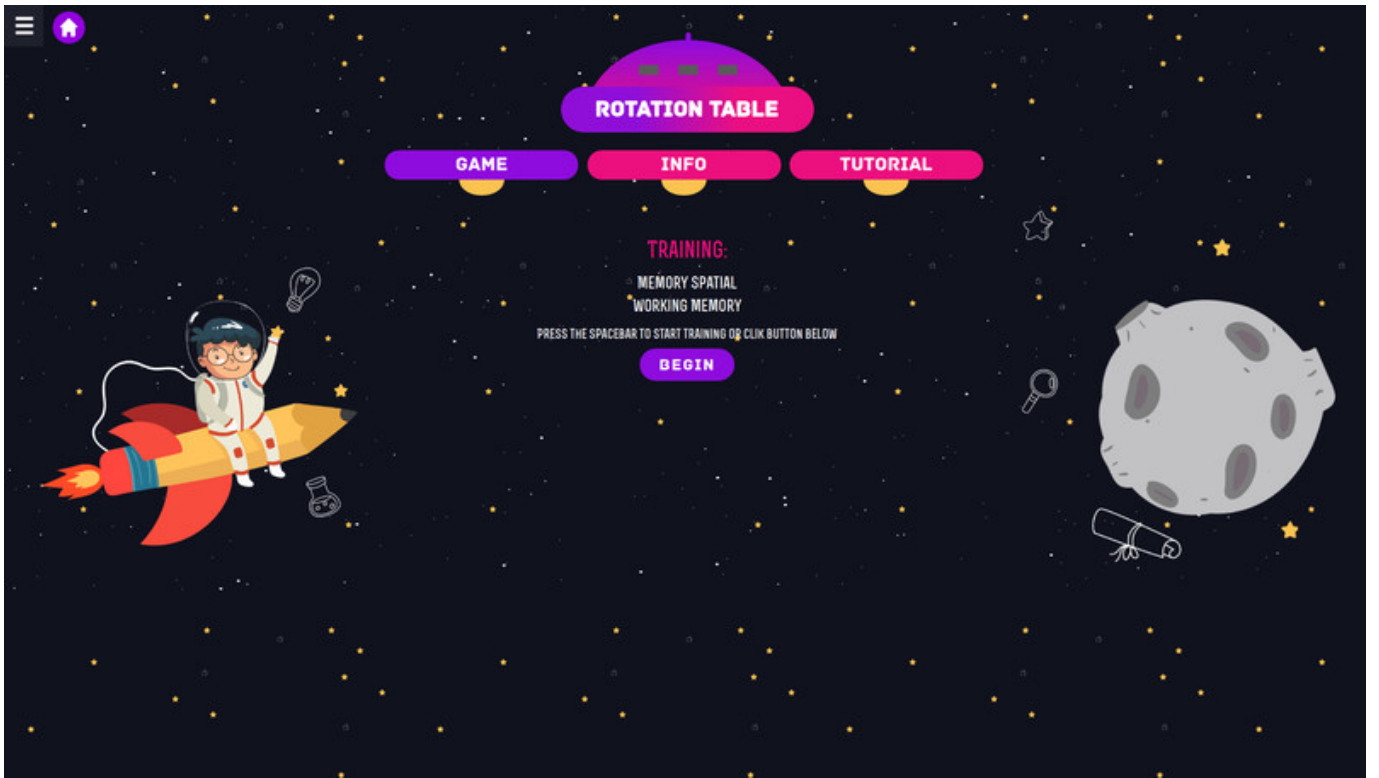 ROTATION TABLE
GAME INFO TUTORIAL
TRAINING:
MEMORY SPATIAL
WORKING MEMORY
PRESS THE SPACEBAR TO START TRAINING OR CLIK BUTTON BELOW
BEGIN